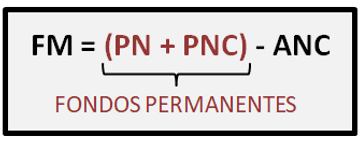 FM = (PN + PNC) - ANC
FONDOS PERMANENTES